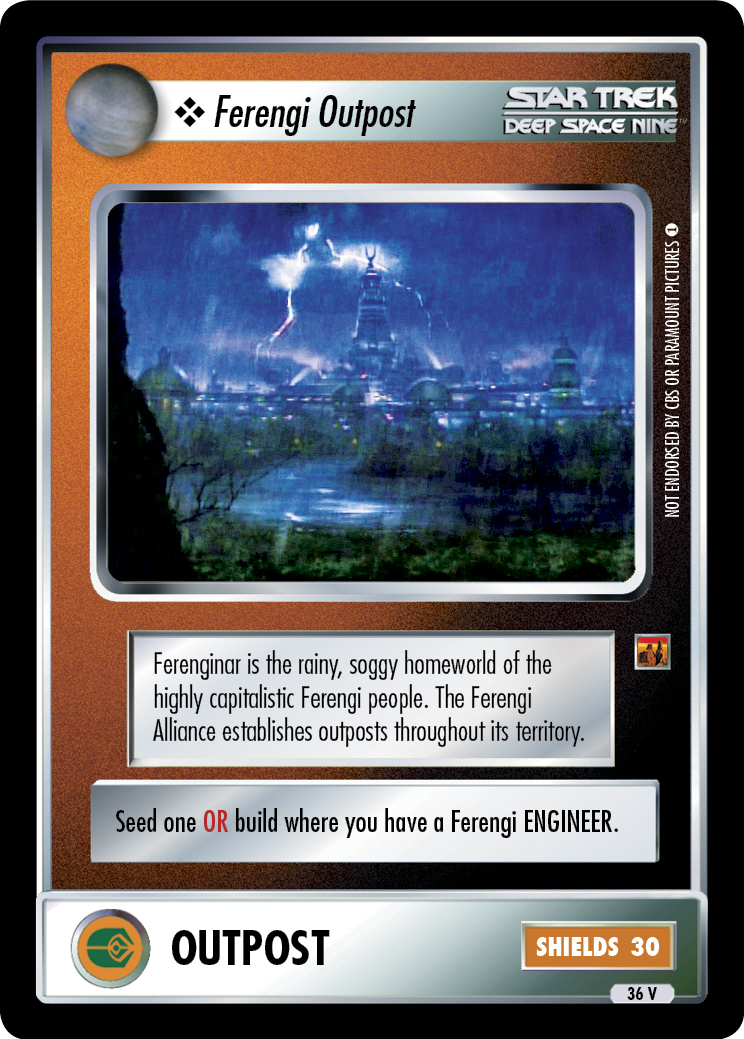 ❖ Ferengi Outpost
STAR TREK
DEEP SPACE NINE™
NOT ENDORSED BY CBS OR PARAMOUNT PICTURES 1
Ferenginar is the rainy, soggy homeworld of the
highly capitalistic Ferengi people. The Ferengi
Alliance establishes outposts throughout its territory.
Seed one OR build where you have a Ferengi ENGINEER.
OUTPOST
SHIELDS 30
36 V